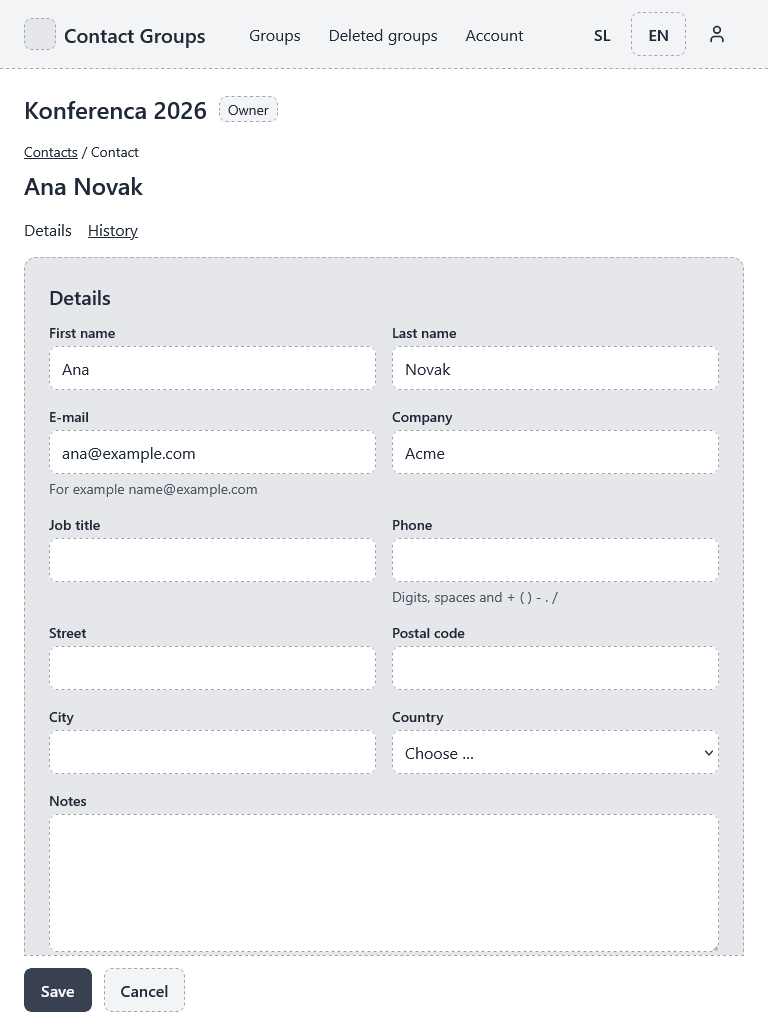 Contact Groups Groups Deleted groups Account SL EN
Konferenca 2026 Owner
Contacts / Contact
Ana Novak
Details History
Details
First name Last name
Ana Novak
E-mail Company
ana@example.com Acme
For example name@example.com
Job title Phone
Digits, spaces and + ( ) - . /
Street Postal code
City Country
Choose ...
Notes
Save Cancel